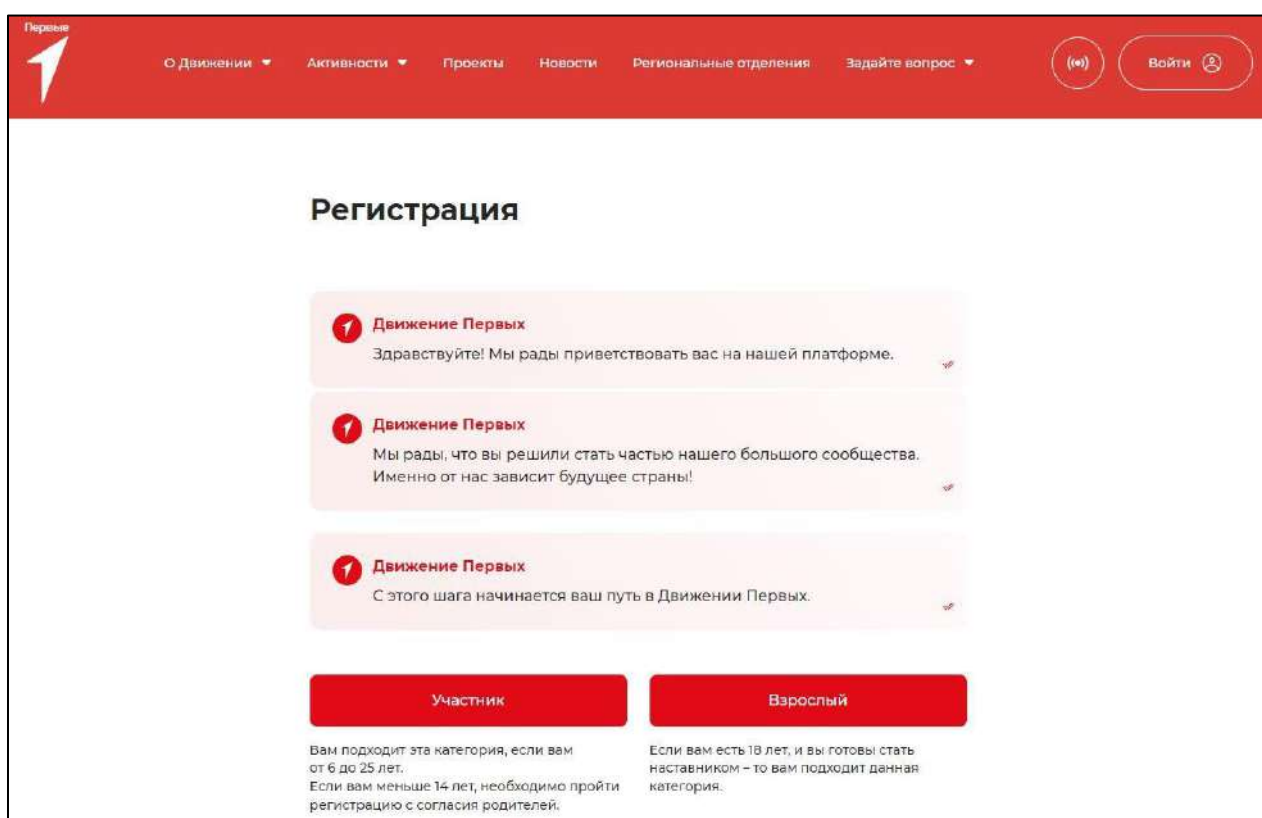 Первые
О Движении Активности Проекты Новости Региональные отделения Задайте вопрос Войти
Регистрация
Движение Первых
Здравствуйте! Мы рады приветствовать вас на нашей платформе.
Движение Первых
Мы рады, что вы решили стать частью нашего большого сообщества.
Именно от нас зависит будущее страны!
Движение Первых
С этого шага начинается ваш путь в Движении Первых.
Участник
Вам подходит эта категория, если вам
от 6 до 25 лет.
Если вам меньше 14 лет, необходимо пройти
регистрацию с согласия родителей.
Взрослый
Если вам есть 18 лет, и вы готовы стать
наставником – то вам подходит данная
категория.